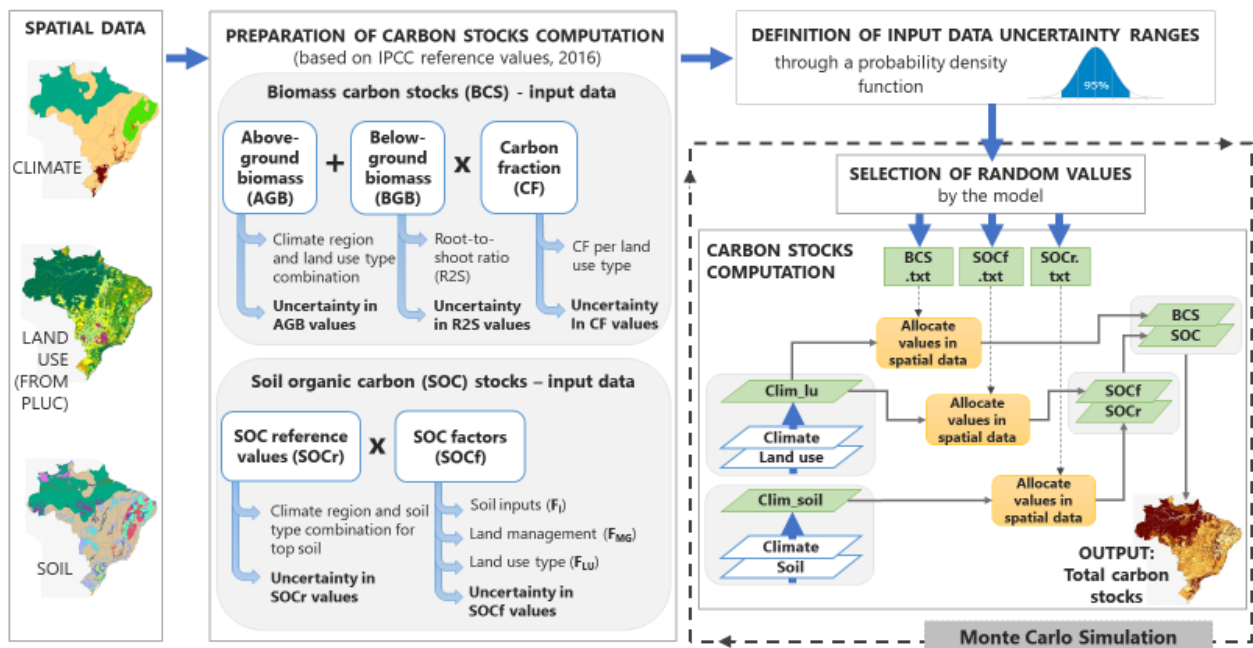 SPATIAL DATA
CLIMATE
LAND
USE
(FROM
PLUC)
SOIL
PREPARATION OF CARBON STOCKS COMPUTATION
(based on IPCC reference values, 2016)
Biomass carbon stocks (BCS) - input data
Above-
ground
biomass
(AGB)
+
Below-
ground
biomass
(BGB)
x
Carbon
fraction
(CF)
Climate region
and land use type
combination
Uncertainty in
AGB values
Root-to-
shoot ratio
(R2S)
Uncertainty
in R2S values
CF per land
use type
Uncertainty
In CF values
Soil organic carbon (SOC) stocks – input data
SOC reference
values (SOCr)
x
SOC factors
(SOCf)
Climate region and soil
type combination for
top soil
Uncertainty in
SOCr values
Soil inputs (FI)
Land management (FMG)
Land use type (FLU)
Uncertainty in
SOCf values
DEFINITION OF INPUT DATA UNCERTAINTY RANGES
through a probability density
function
95%
SELECTION OF RANDOM VALUES
by the model
CARBON STOCKS
COMPUTATION
BCS
.txt
SOCf
.txt
SOCr.
txt
Allocate
values in
spatial data
BCS
SOC
Clim_lu
Climate
Land use
Allocate
values in
spatial data
SOCf
SOCr
Clim_soil
Climate
Soil
Allocate
values in
spatial data
OUTPUT:
Total carbon
stocks
Monte Carlo Simulation